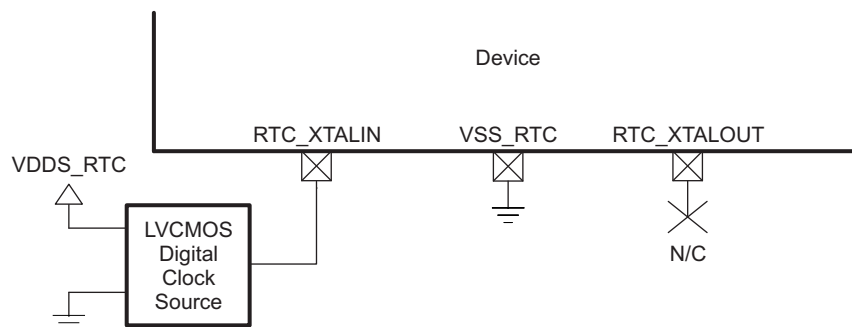 Device
RTC_XTALIN
VSS_RTC
RTC_XTALOUT
VDDS_RTC
LVCMOS
Digital
Clock
Source
N/C